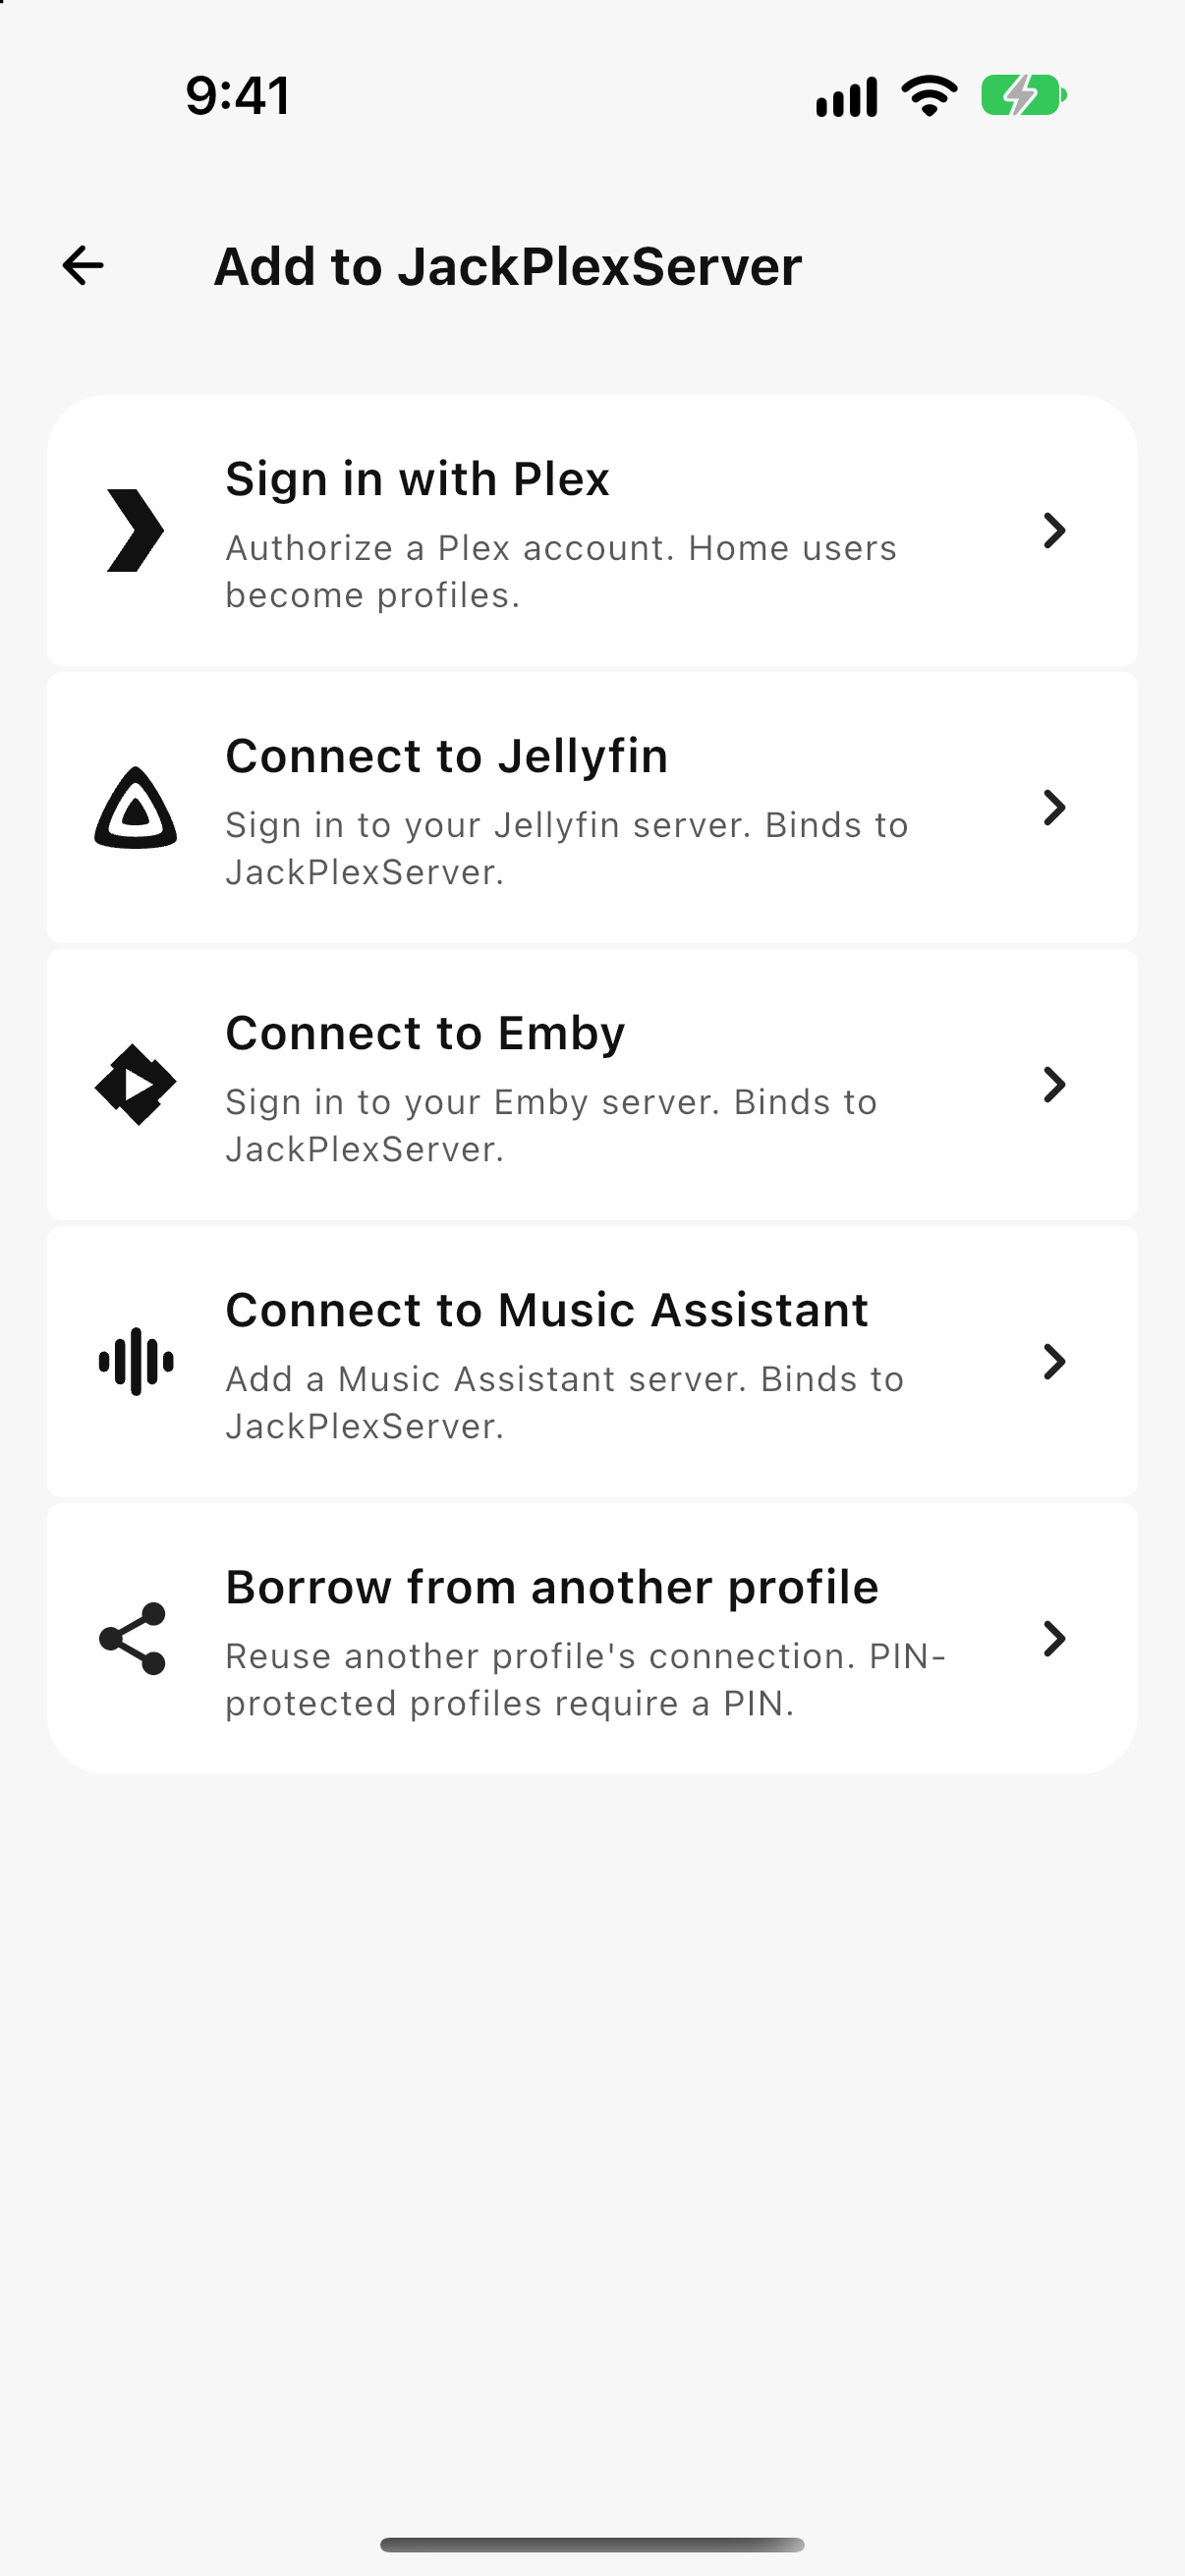 9:41
Add to JackPlexServer
Sign in with Plex
Authorize a Plex account. Home users
become profiles.
Connect to Jellyfin
Sign in to your Jellyfin server. Binds to
JackPlexServer.
Connect to Emby
Sign in to your Emby server. Binds to
JackPlexServer.
Connect to Music Assistant
Add a Music Assistant server. Binds to
JackPlexServer.
Borrow from another profile
Reuse another profile's connection. PIN-
protected profiles require a PIN.